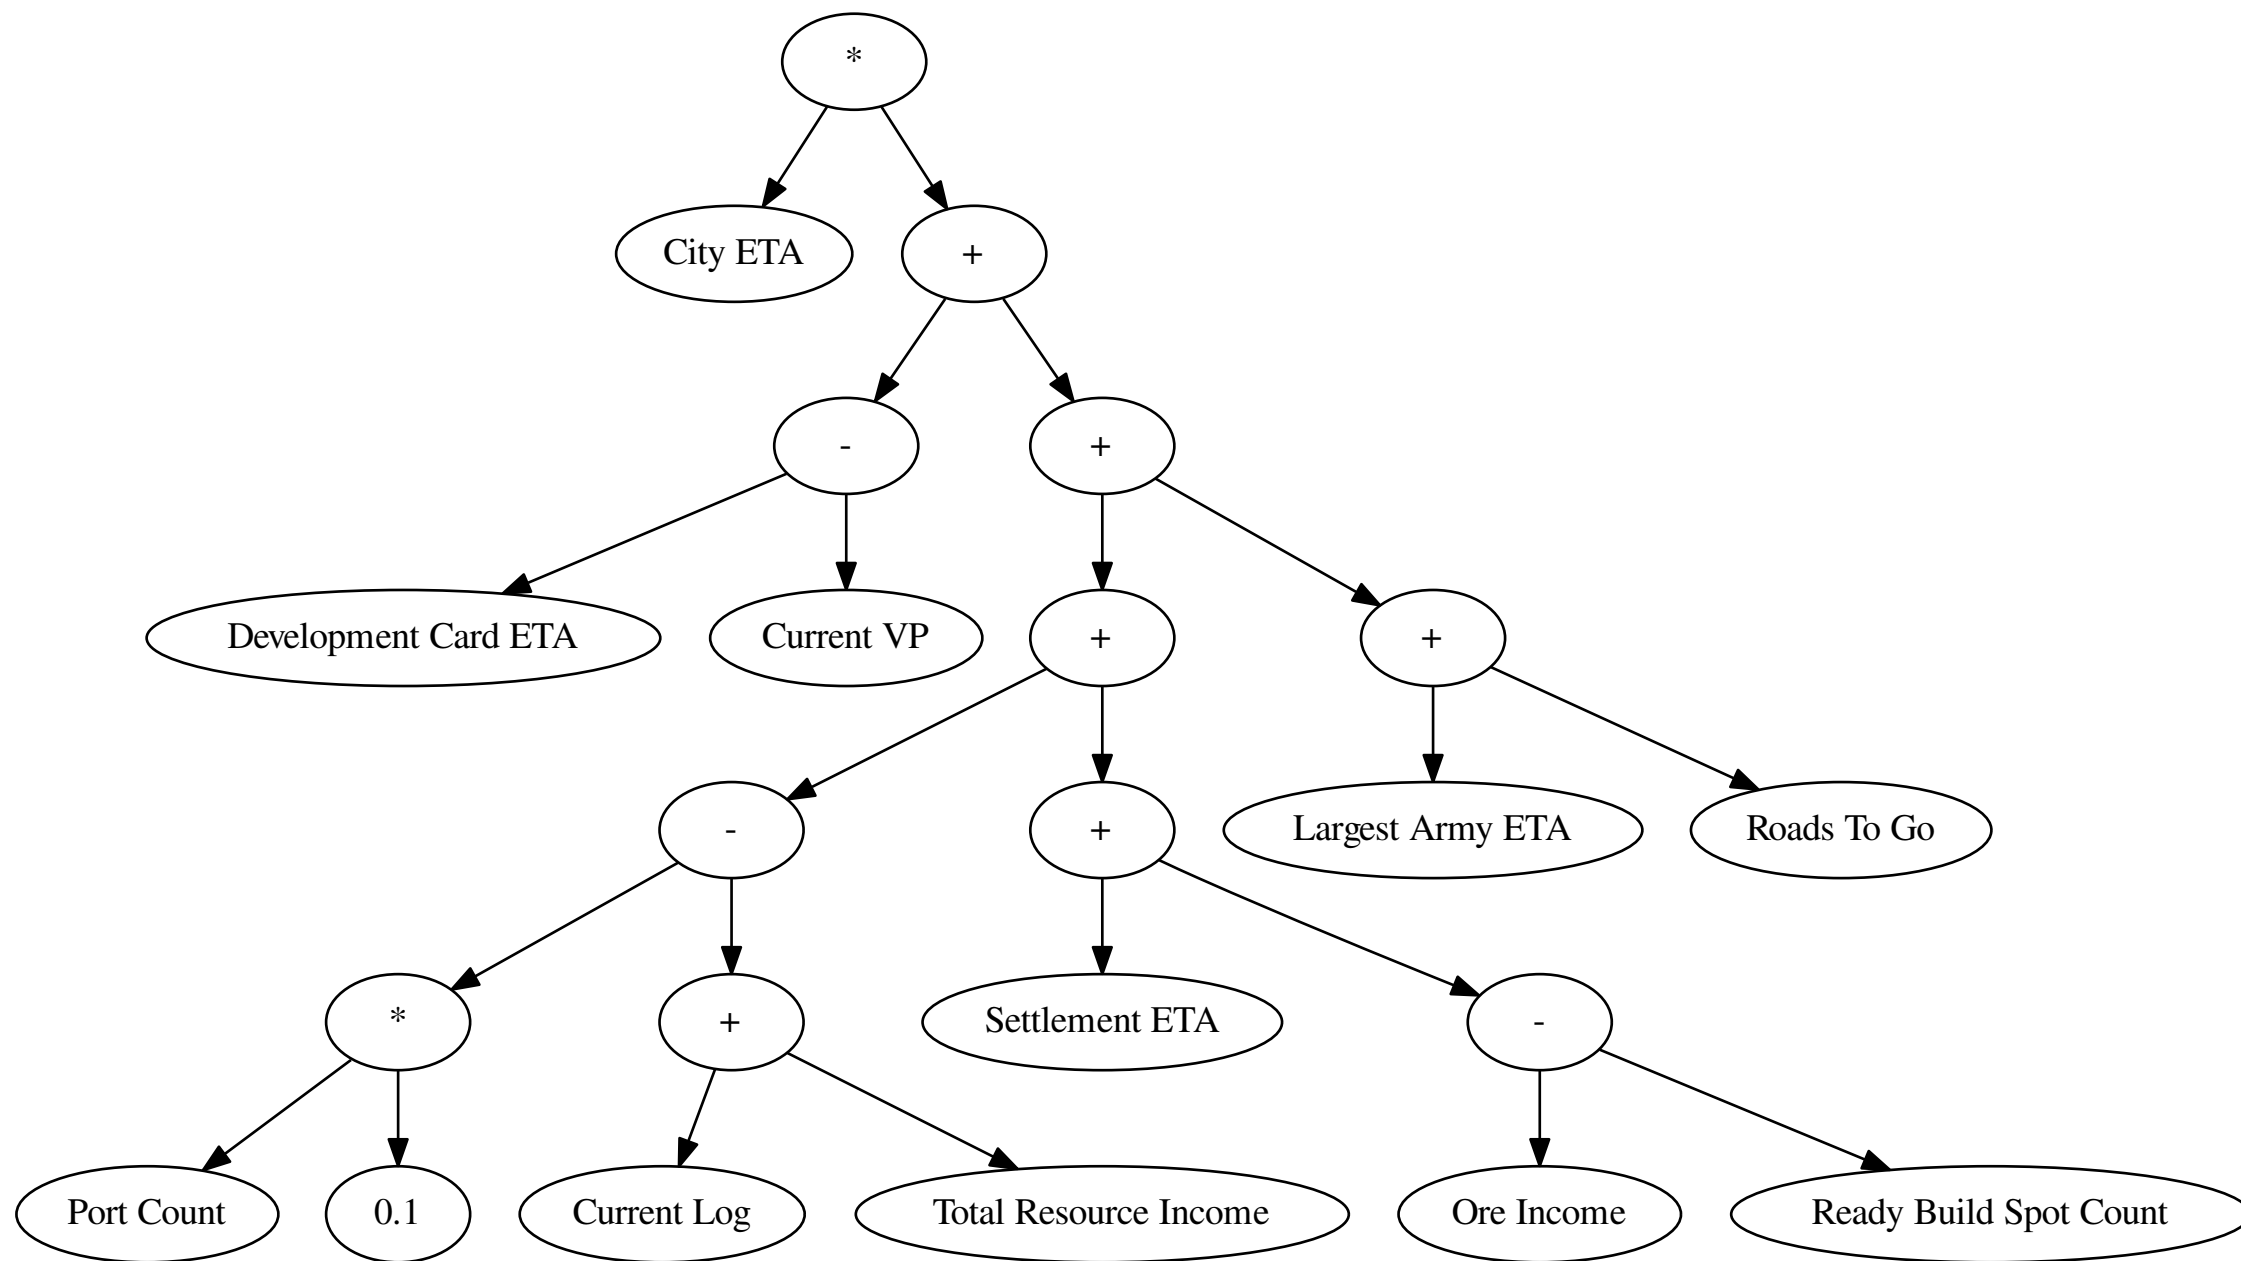 *
City ETA
+
-
+
Development Card ETA
Current VP
+
+
-
+
Largest Army ETA
Roads To Go
*
+
Settlement ETA
-
Port Count
0.1
Current Log
Total Resource Income
Ore Income
Ready Build Spot Count